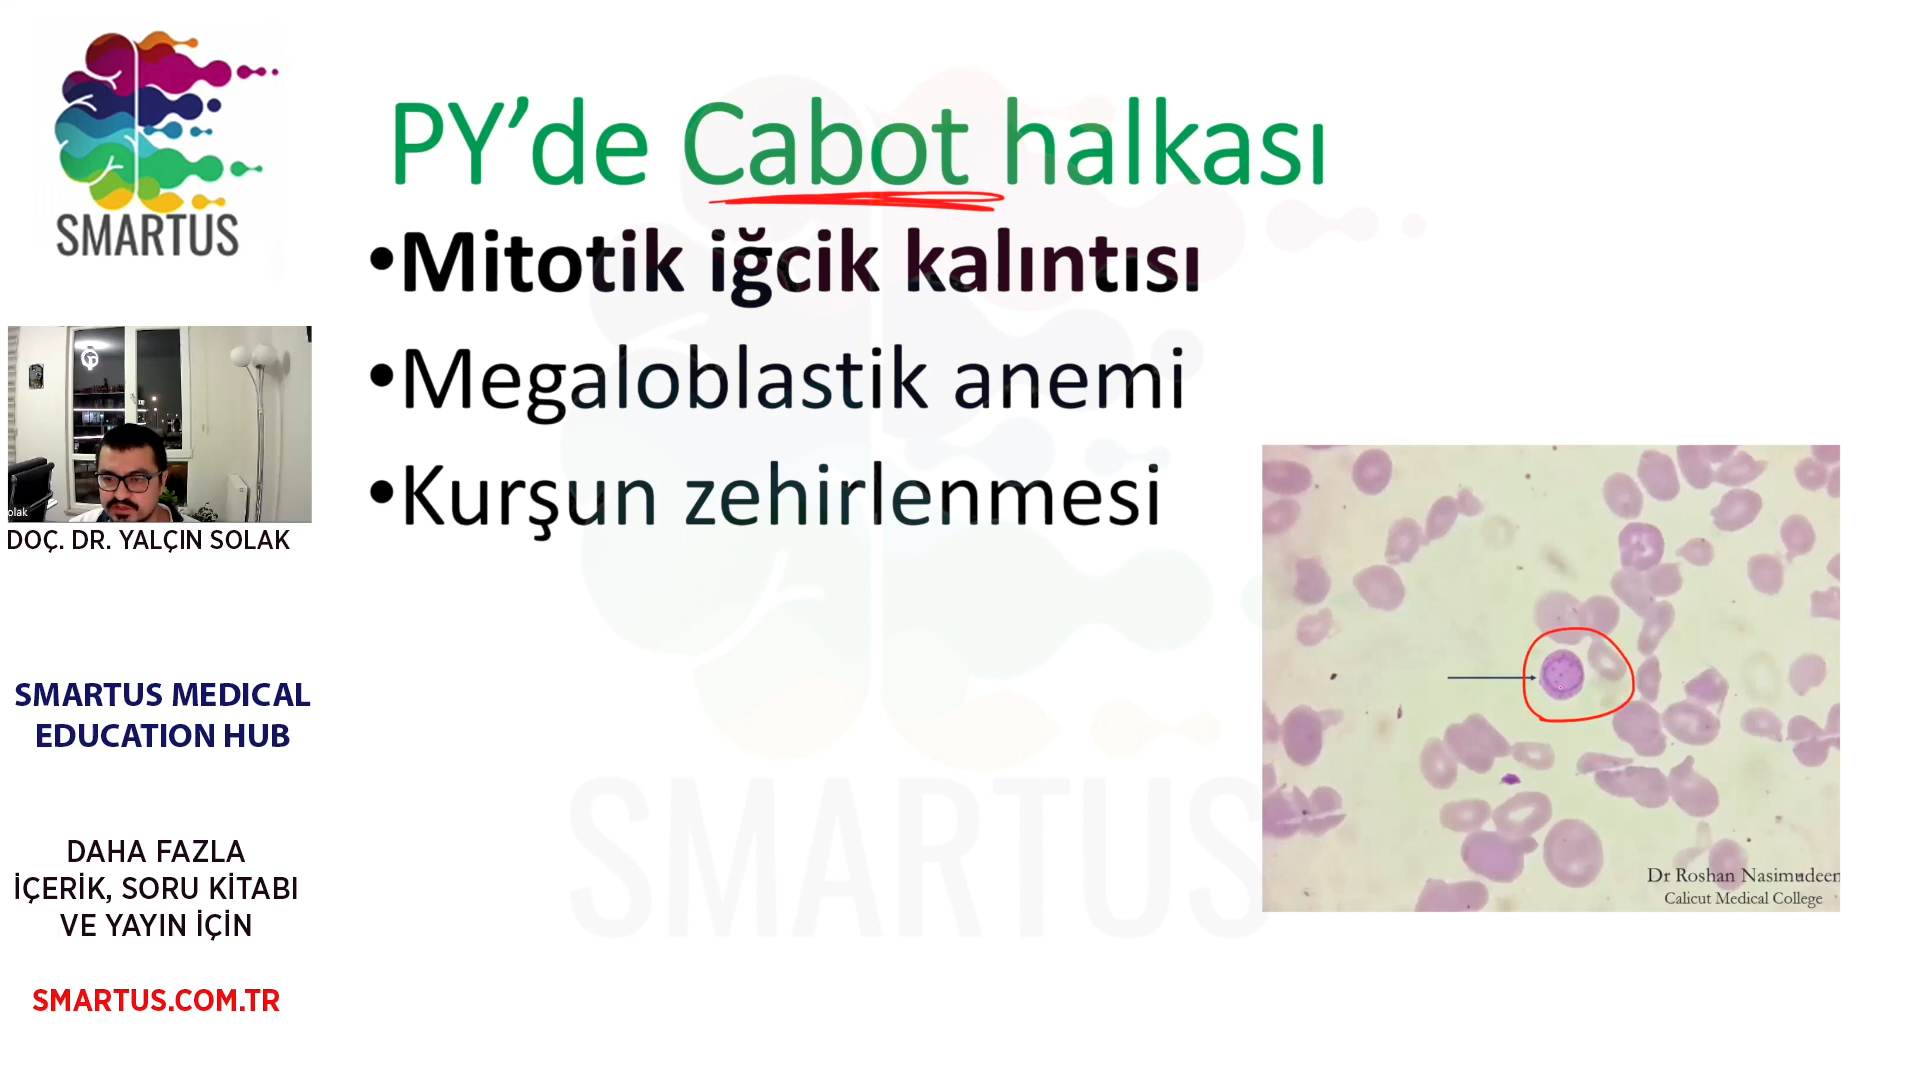 SMARTUS
PY’de Cabot halkası
•Mitotik iğcik kalıntısı
•Megaloblastik anemi
•Kurşun zehirlenmesi
olak
DOÇ. DR. YALÇIN SOLAK
SMARTUS MEDICAL
EDUCATION HUB
DAHA FAZLA
İÇERİK, SORU KİTABI
VE YAYIN İÇİN
SMARTUS.COM.TR
SMARTUS
Dr Roshan Nasimudeen
Calicut Medical College